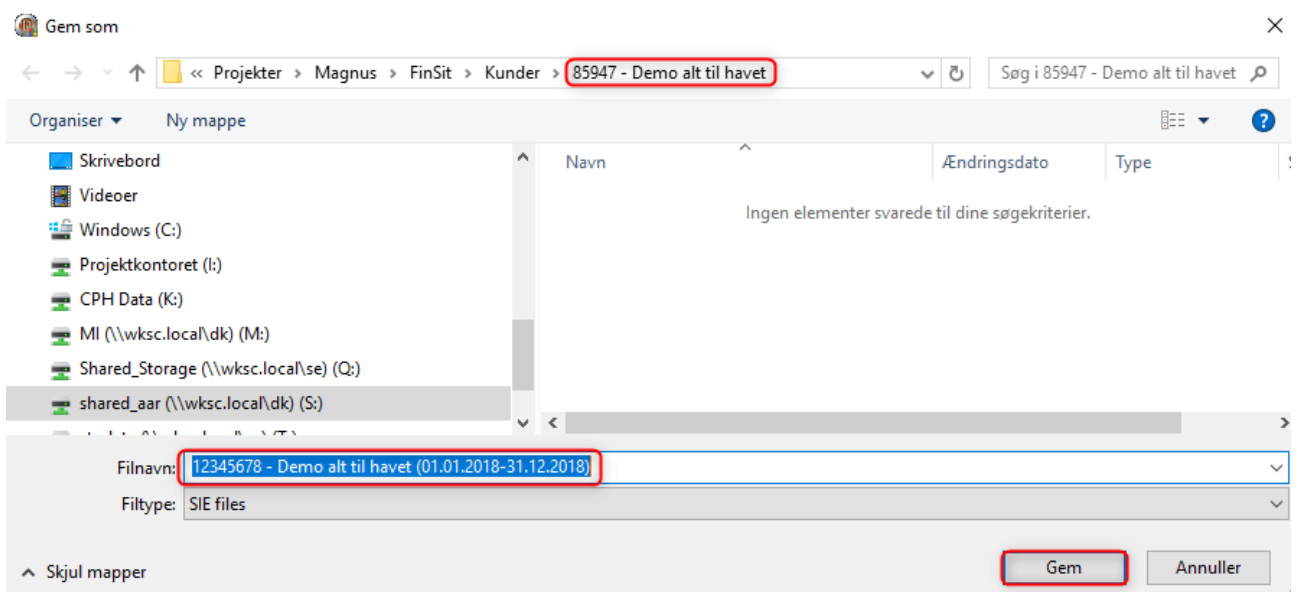 Gem som
« Projekter › Magnus › FinSit › Kunder › 85947 - Demo alt til havet
Søg i 85947 - Demo alt til havet
Organiser Ny mappe
Skrivebord
Videoer
Windows (C:)
Projektkontoret (I:)
CPH Data (K:)
MI (\\wksc.local\dk) (M:)
Shared_Storage (\\wksc.local\se) (Q:)
shared_aar (\\wksc.local\dk) (S:)
Navn Ændringsdato Type
Ingen elementer svarede til dine søgekriterier.
Filnavn: 12345678 - Demo alt til havet (01.01.2018-31.12.2018)
Filtype: SIE files
Skjul mapper Gem Annuller